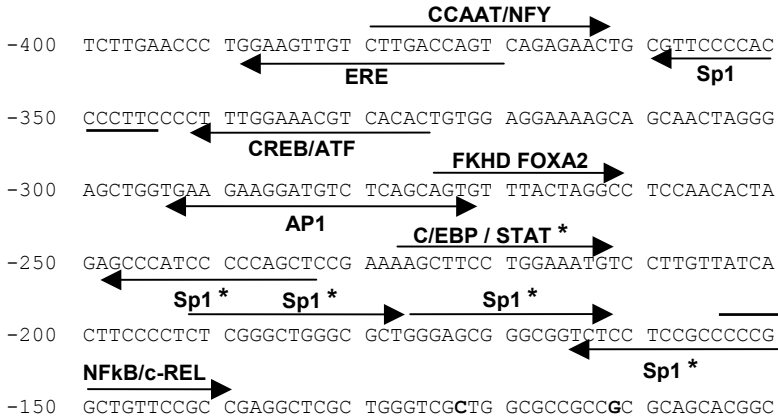 CCAAT/NFY
-400 TCTTGAACCC TGGAAGTTGT CTTGACCAGT CAGAGAACTG CGTTCCCCAC
ERE Sp1
-350 CCCTTCCCCT TTGGAAACGT CACACTGTGG AGGAAAAGCA GCAACTAGGG
CREB/ATF FKHD FOXA2
-300 AGCTGGTGAA GAAGGATGTC TCAGCAGTGT TTACTAGGCC TCCAACACTA
AP1 C/EBP / STAT *
-250 GAGCCCATCC CCCAGCTCCG AAAAGCTTCC TGGAAATGTC CTTGTTATCA
Sp1 * Sp1 * Sp1 *
-200 CTTCCCCTCT CGGGCTGGGC GCTGGGAGCG GGCGGTCTCC TCCGCCCCCG
NFkB/c-REL Sp1 *
-150 GCTGTTCCGC CGAGGCTCGC TGGGTCGCTG GCGCCGCCGC GCAGCACGGC